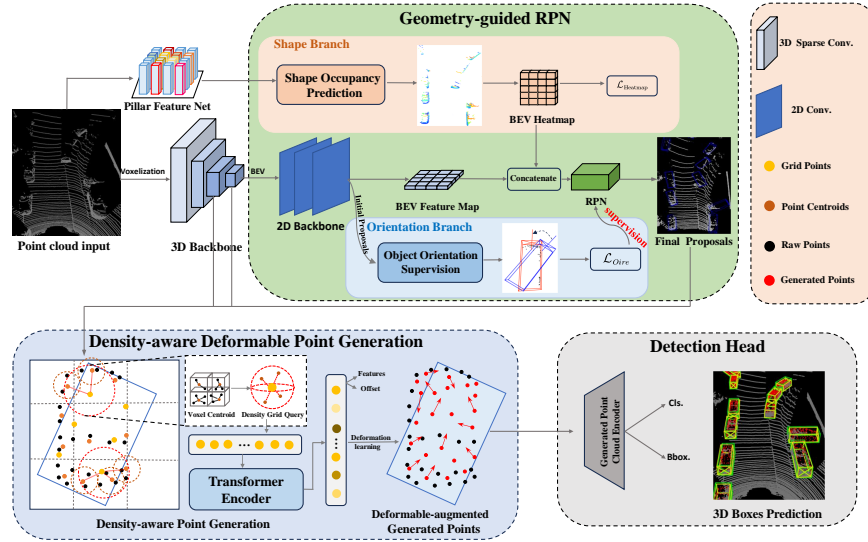 Geometry-guided RPN
Shape Branch
Shape Occupancy
Prediction
BEV Heatmap
ℒHeatmap
Pillar Feature Net
Voxelization
BEV
Point cloud input
3D Backbone
2D Backbone
BEV Feature Map
Concatenate
RPN
Initial Proposals
Orientation Branch
Object Orientation
Supervision
ℒOire
supervision
Final Proposals
3D Sparse Conv.
2D Conv.
Grid Points
Point Centroids
Raw Points
Generated Points
Density-aware Deformable Point Generation
Voxel Centroid
Density Grid Query
Transformer
Encoder
Features
Offset
Deformation
learning
Density-aware Point Generation
Deformable-augmented
Generated Points
Detection Head
Generated Point
Cloud Encoder
Cls.
Bbox.
3D Boxes Prediction